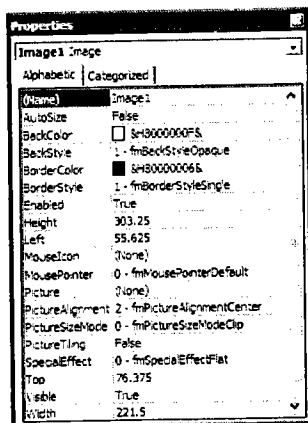 Properties
Image1 Image
Alphabetic Categorized
(Name) Image1
AutoSize False
BackColor &H8000000F&
BackStyle 1 - fmBackStyleOpaque
BorderColor &H80000006&
BorderStyle 1 - fmBorderStyleSingle
Enabled True
Height 303.25
Left 55.625
MouseIcon (None)
MousePointer 0 - fmMousePointerDefault
Picture (None)
PictureAlignment 2 - fmPictureAlignmentCenter
PictureSizeMode 0 - fmPictureSizeModeClip
PictureTiling False
SpecialEffect 0 - fmSpecialEffectFlat
Top 76.375
Visible True
Width 221.5